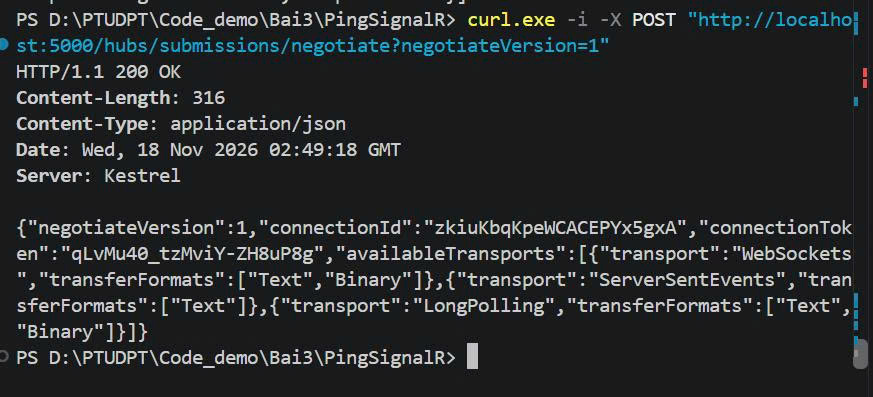 PS D:\PTUDPT\Code_demo\Bai3\PingSignalR> curl.exe -i -X POST "http://localho
st:5000/hubs/submissions/negotiate?negotiateVersion=1"
HTTP/1.1 200 OK
Content-Length: 316
Content-Type: application/json
Date: Wed, 18 Nov 2026 02:49:18 GMT
Server: Kestrel

{"negotiateVersion":1,"connectionId":"zkiuKbqKpeWCACEPYx5gxA","connectionTok
en":"qLvMu40_tzMviY-ZH8uP8g","availableTransports":[{"transport":"WebSockets
","transferFormats":["Text","Binary"]},{"transport":"ServerSentEvents","tran
sferFormats":["Text"]},{"transport":"LongPolling","transferFormats":["Text",
"Binary"]}]}
PS D:\PTUDPT\Code_demo\Bai3\PingSignalR>